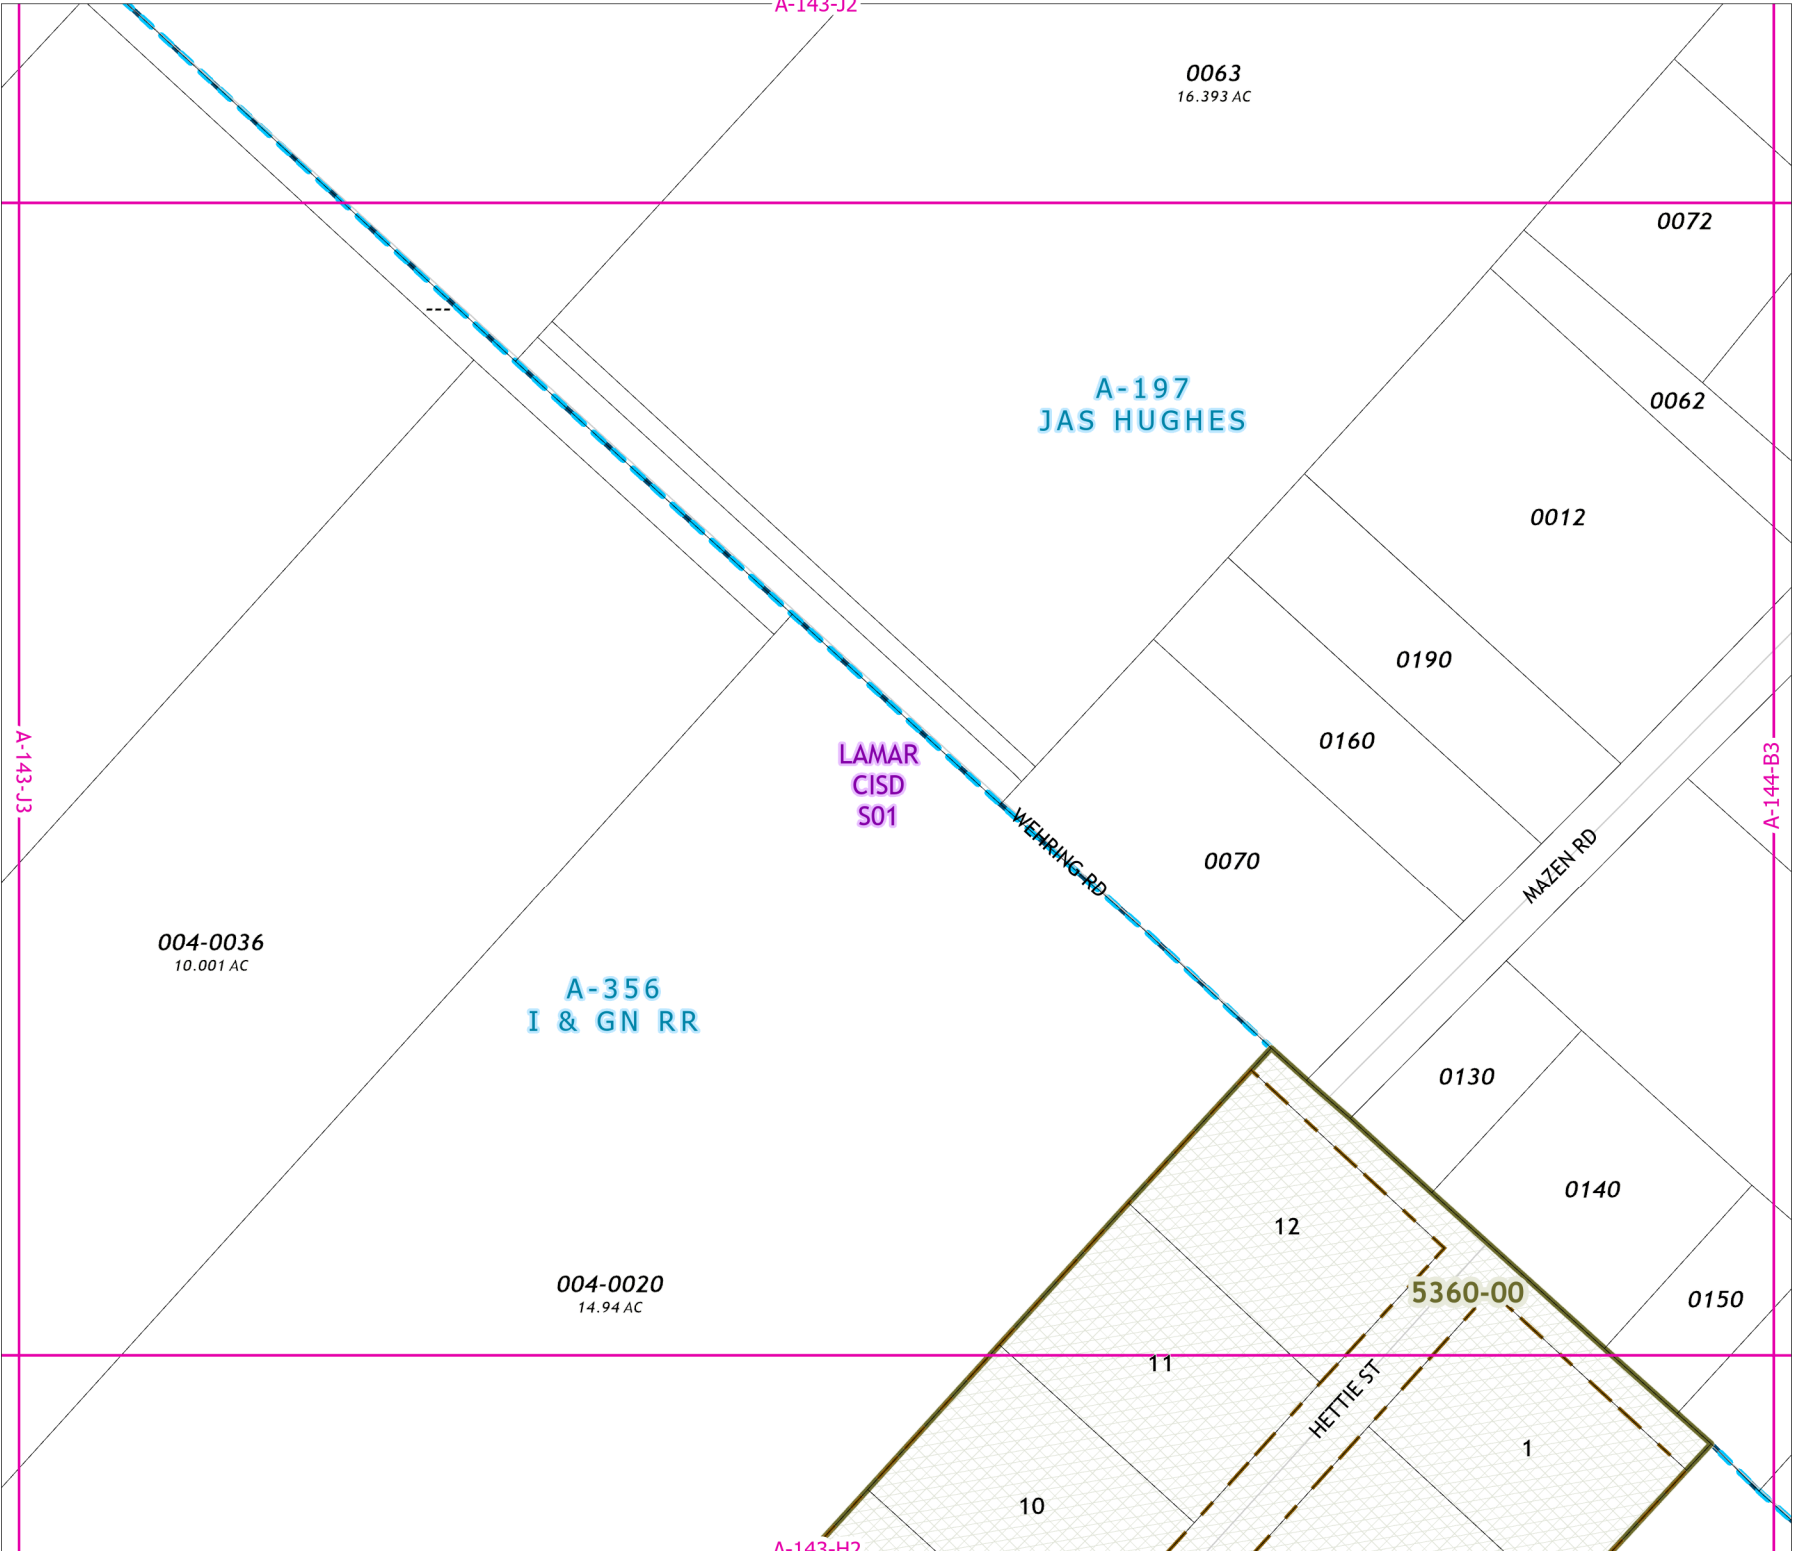 A-143-J2
0063
16.393 AC
0072
---
A-197
JAS HUGHES
0062
0012
0190
0160
LAMAR
CISD
S01
A-143-J3
A-144-B3
WEHRING RD
0070
MAZEN RD
004-0036
10.001 AC
A-356
I & GN RR
0130
0140
12
004-0020
14.94 AC
5360-00
0150
11
HETTIE ST
1
10
A-143-H2